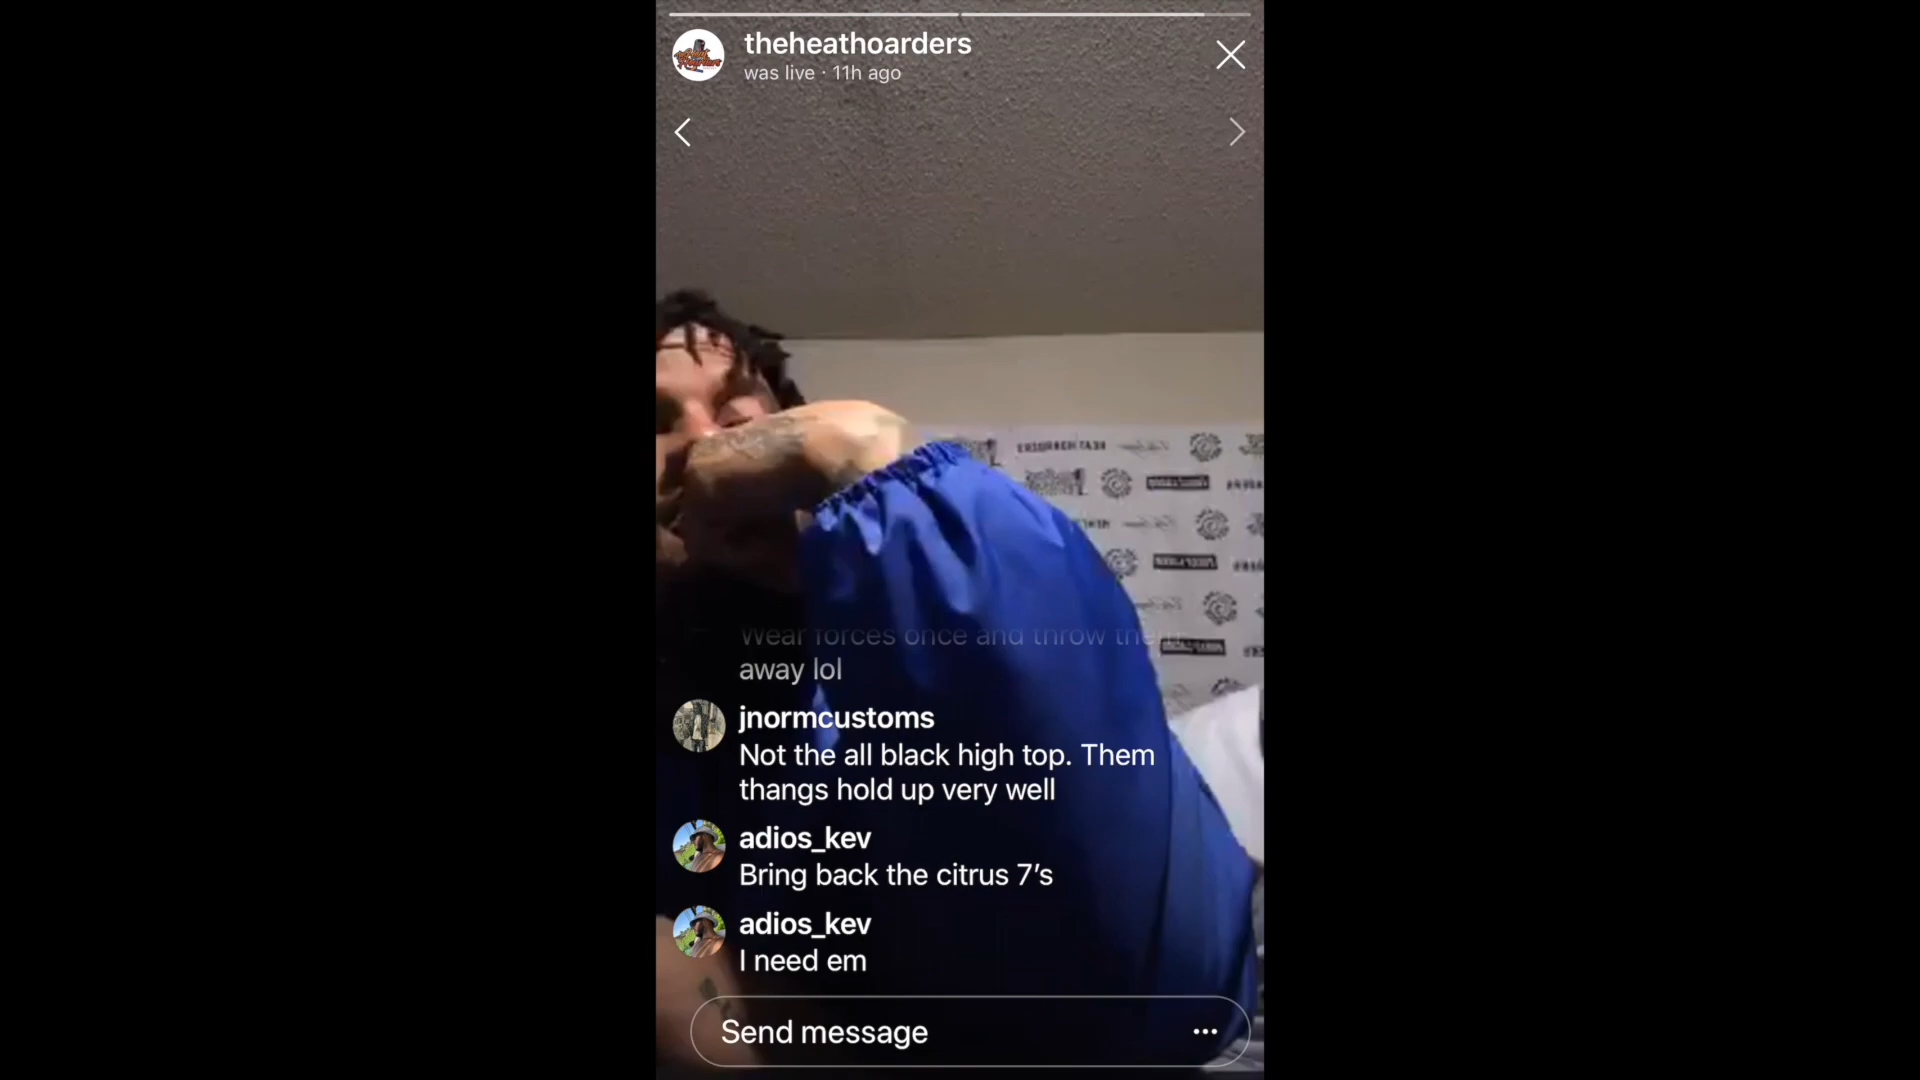 theheathoarders
was live · 11h ago
Wear forces once and throw them
away lol
jnormcustoms
Not the all black high top. Them
thangs hold up very well
adios_kev
Bring back the citrus 7’s
adios_kev
I need em
Send message